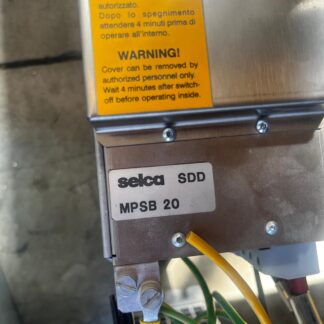 autorizzato.
Dopo lo spegnimento
attendere 4 minuti prima di
operare all'interno.
WARNING!
Cover can be removed by
authorized personnel only.
Wait 4 minutes after switch-
off before operating inside.
selca SDD
MPSB 20